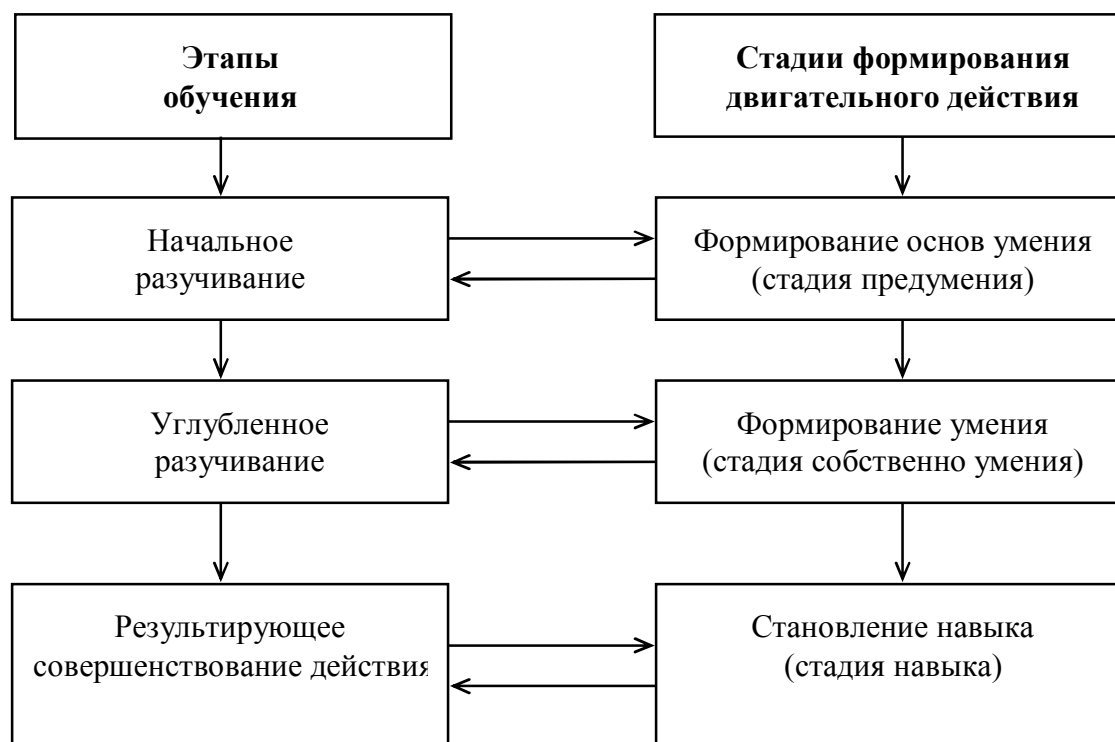 Этапы
обучения
Стадии формирования
двигательного действия
Начальное
разучивание
Формирование основ умения
(стадия предумения)
Углубленное
разучивание
Формирование умения
(стадия собственно умения)
Результирующее
совершенствование действия
Становление навыка
(стадия навыка)